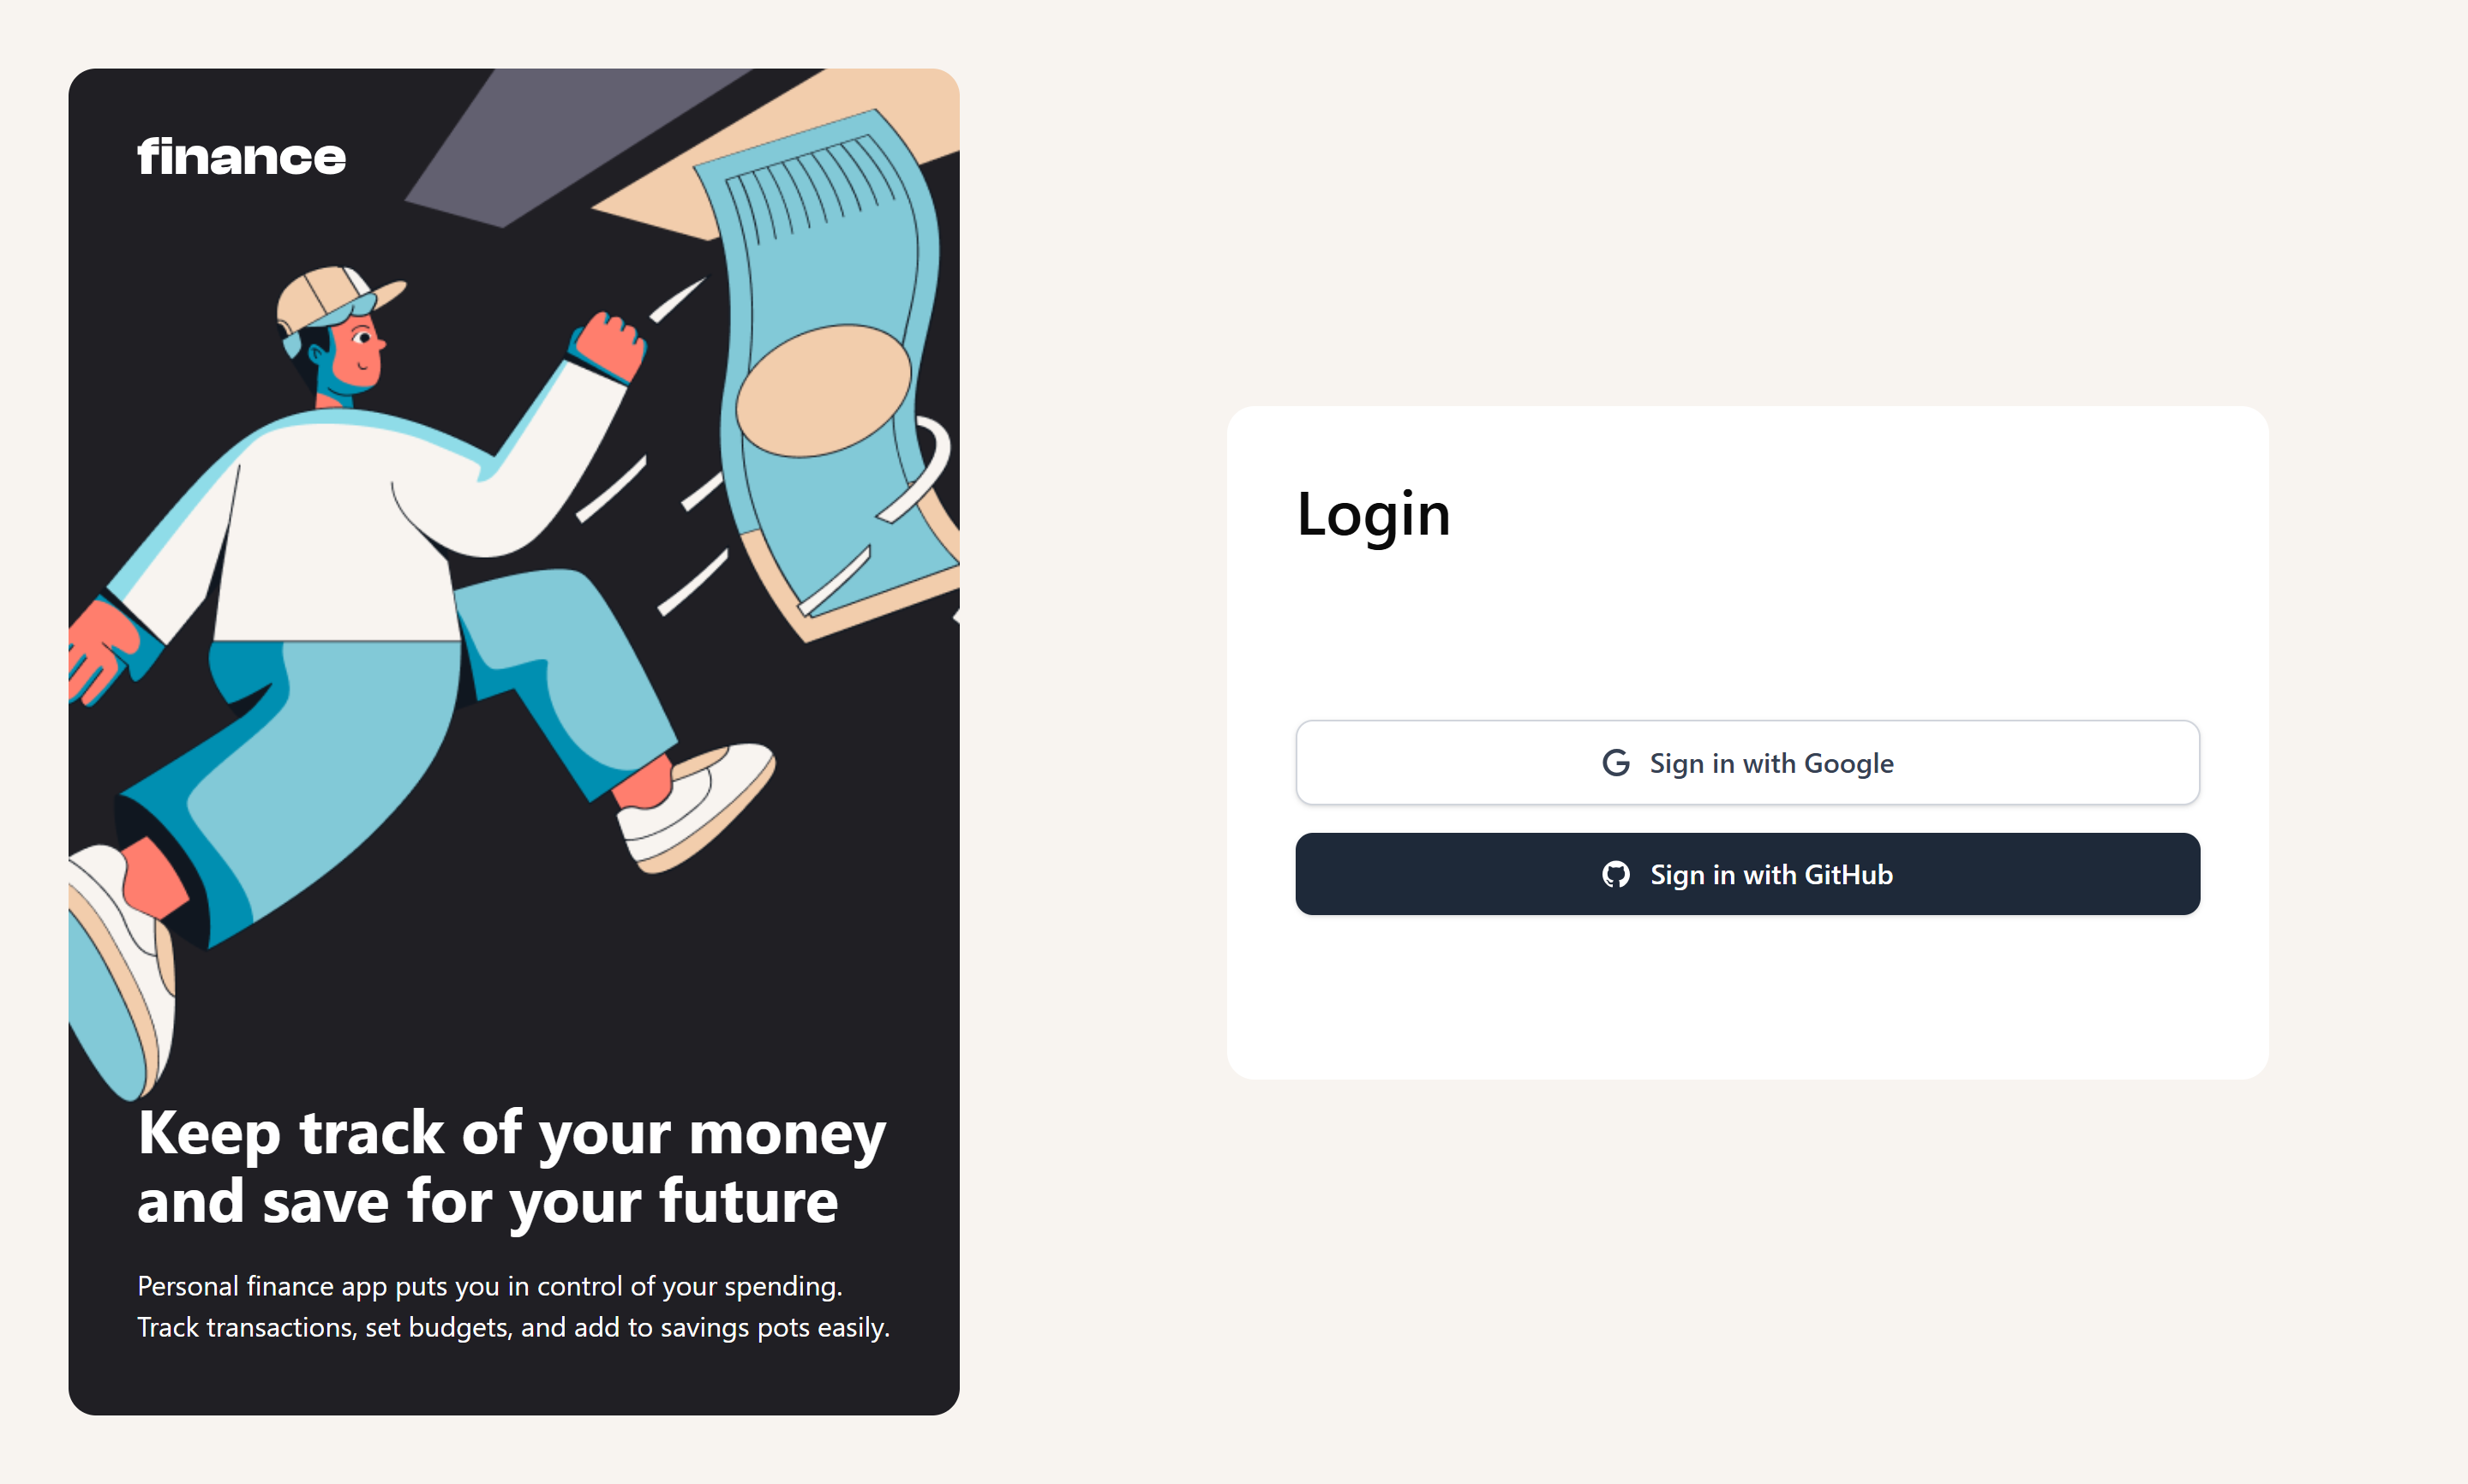 finance
Keep track of your money
and save for your future
Personal finance app puts you in control of your spending.
Track transactions, set budgets, and add to savings pots easily.
Login
Sign in with Google
Sign in with GitHub